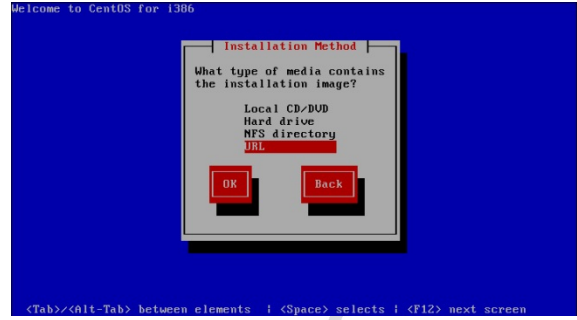 Welcome to CentOS for i386
Installation Method
What type of media contains
the installation image?
Local CD/DVD
Hard drive
NFS directory
URL
OK Back
<Tab>/<Alt-Tab> between elements | <Space> selects | <F12> next screen